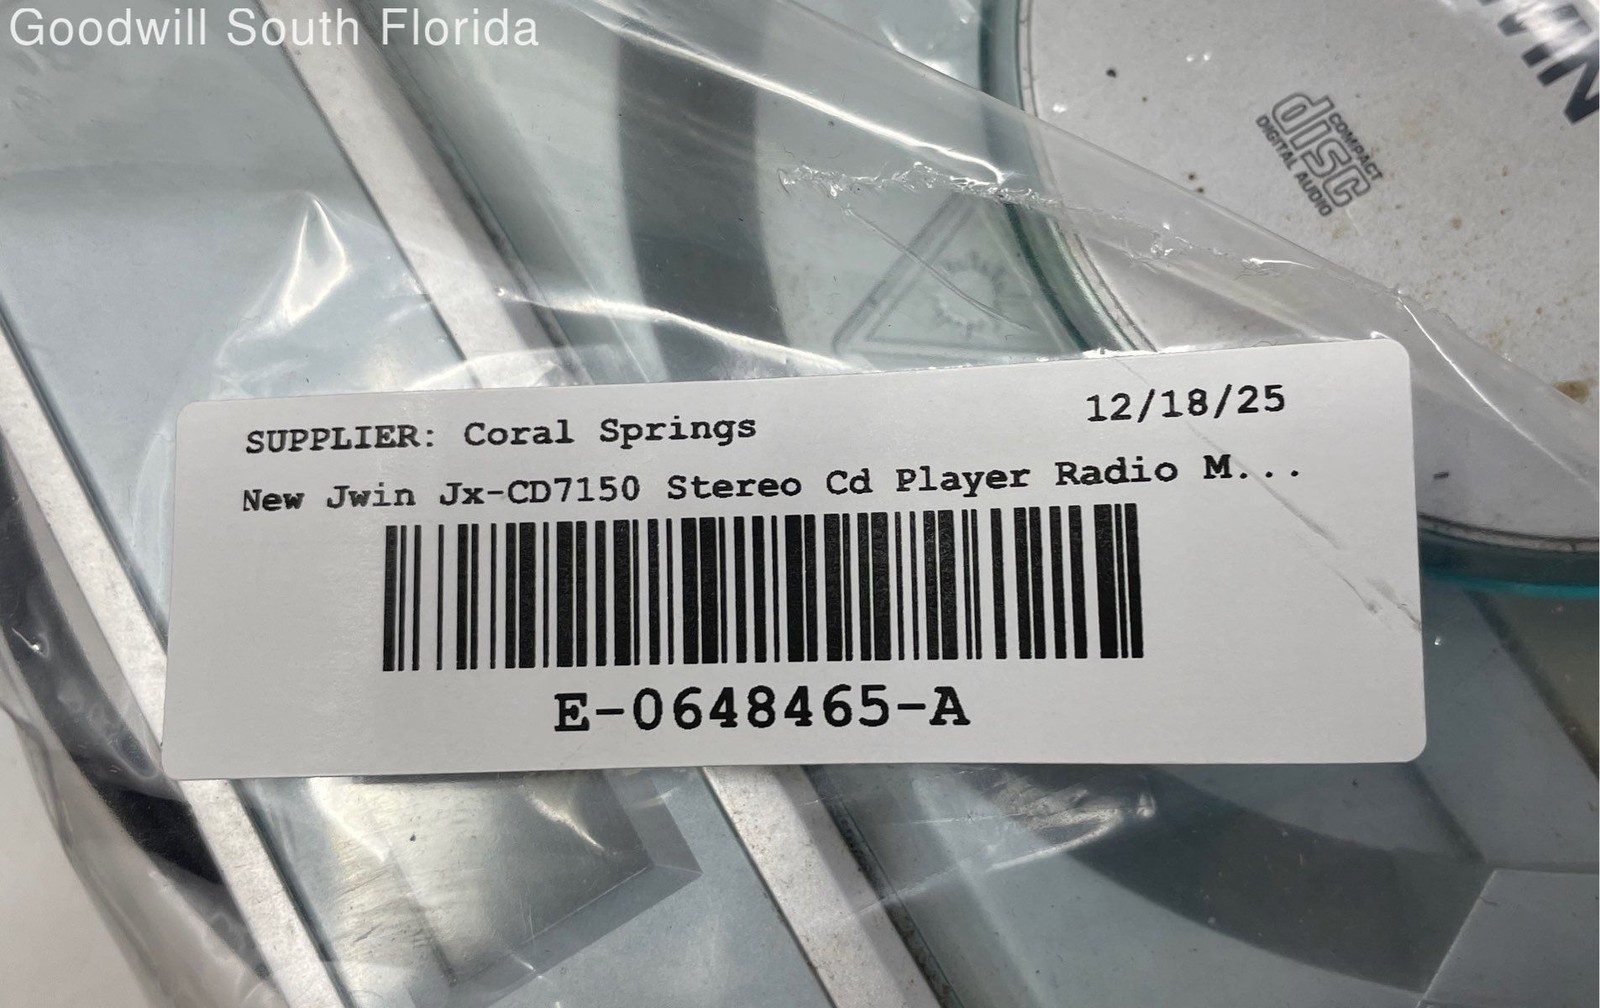 Goodwill South Florida
WIN
COMPACT
disc
DIGITAL AUDIO
SUPPLIER: Coral Springs
12/18/25
New Jwin Jx-CD7150 Stereo Cd Player Radio M...
E-0648465-A